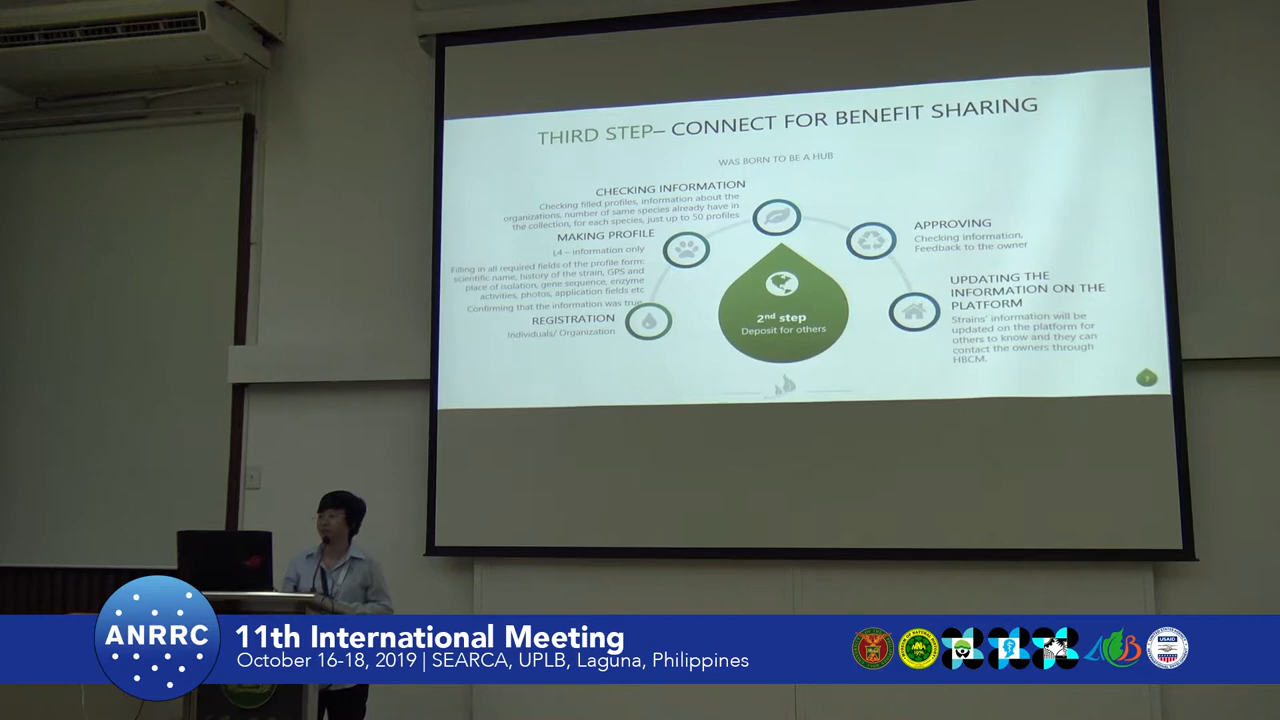 THIRD STEP– CONNECT FOR BENEFIT SHARING
WAS BORN TO BE A HUB
CHECKING INFORMATION
Checking filled profiles, information about the
organizations, number of same species already have in
the collection, for each species, just up to 50 profiles
MAKING PROFILE
L4 – information only
Filling in all required fields of the profile form:
scientific name, history of the strain, GPS and
place of isolation, gene sequence, enzyme
activities, photos, application fields etc
Confirming that the information was true
REGISTRATION
Individuals/ Organization
2nd step
Deposit for others
APPROVING
Checking information,
Feedback to the owner
UPDATING THE
INFORMATION ON THE
PLATFORM
Strains' information will be
updated on the platform for
others to know and they can
contact the owners through
HBCM.
ANRRC
11th International Meeting
October 16-18, 2019 | SEARCA, UPLB, Laguna, Philippines
USAID